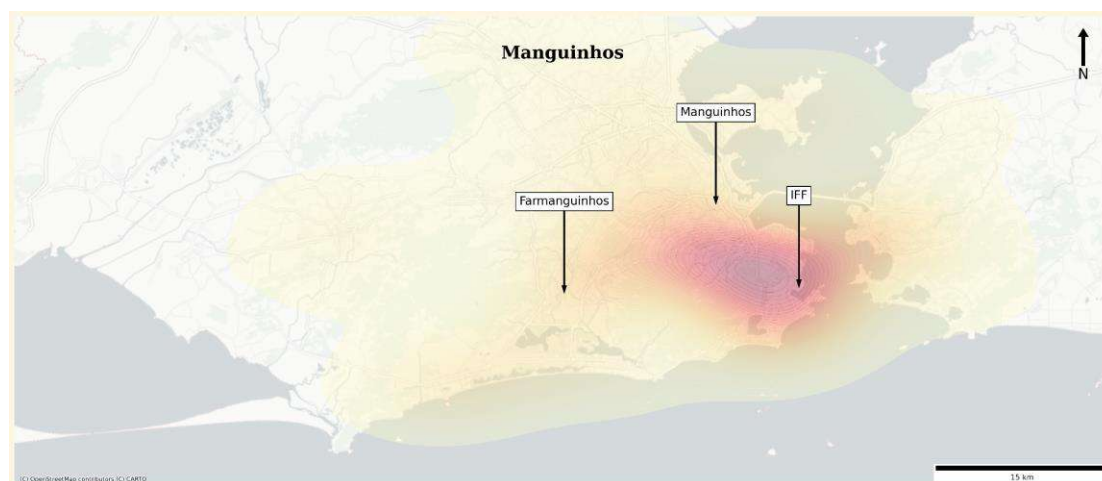 Manguinhos
N
Manguinhos
IFF
Farmanguinhos
(C) OpenStreetMap contributors (C) CARTO
15 km